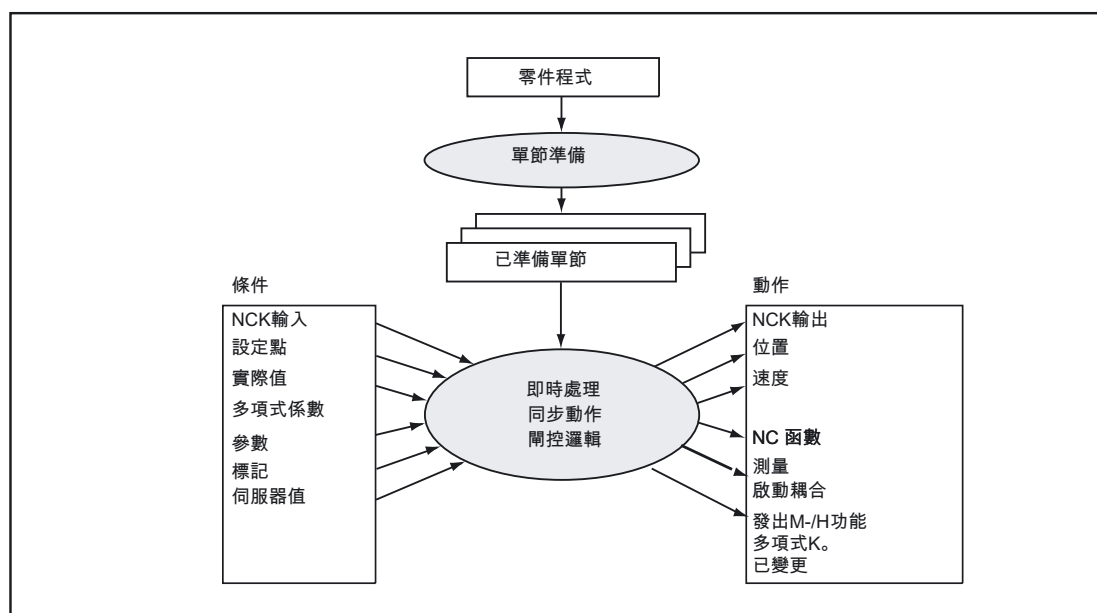 零件程式
單節準備
已準備單節
條件
NCK輸入
設定點
實際值
多項式係數
參數
標記
伺服器值
即時處理
同步動作
閘控邏輯
動作
NCK輸出
位置
速度
NC 函數
測量
啟動耦合
發出M-/H功能
多項式K。
已變更